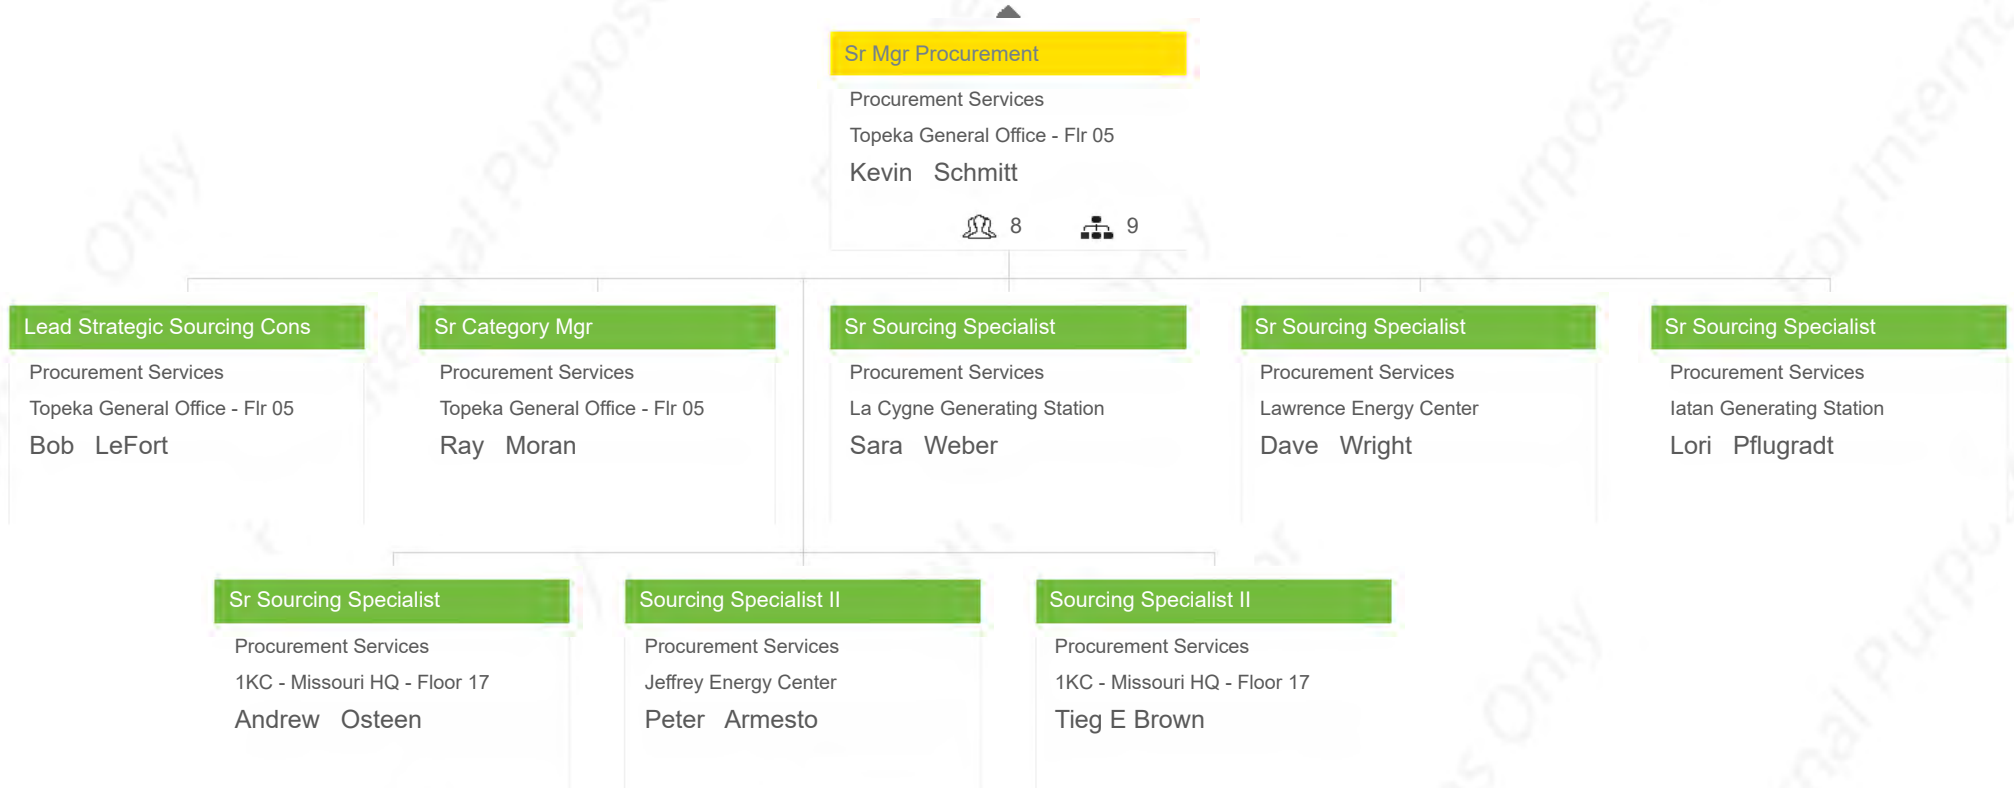 Sr Mgr Procurement
Procurement Services
Topeka General Office - Flr 05
Kevin Schmitt
8 9
Lead Strategic Sourcing Cons
Procurement Services
Topeka General Office - Flr 05
Bob LeFort
Sr Category Mgr
Procurement Services
Topeka General Office - Flr 05
Ray Moran
Sr Sourcing Specialist
Procurement Services
La Cygne Generating Station
Sara Weber
Sr Sourcing Specialist
Procurement Services
Lawrence Energy Center
Dave Wright
Sr Sourcing Specialist
Procurement Services
Iatan Generating Station
Lori Pflugradt
Sr Sourcing Specialist
Procurement Services
1KC - Missouri HQ - Floor 17
Andrew Osteen
Sourcing Specialist II
Procurement Services
Jeffrey Energy Center
Peter Armesto
Sourcing Specialist II
Procurement Services
1KC - Missouri HQ - Floor 17
Tieg E Brown